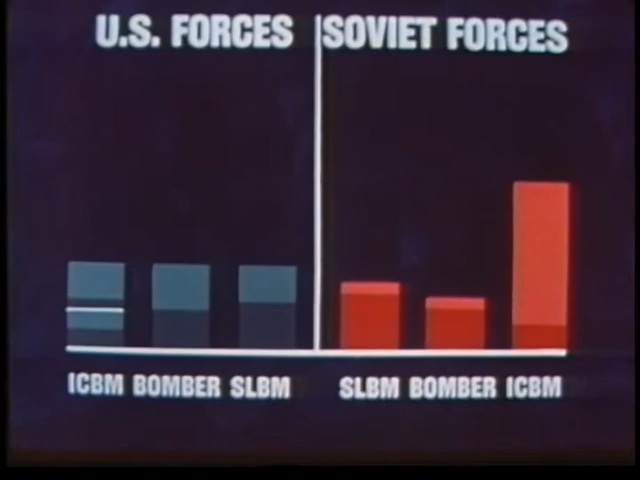 U.S. FORCES
SOVIET FORCES
ICBM BOMBER SLBM
SLBM BOMBER ICBM